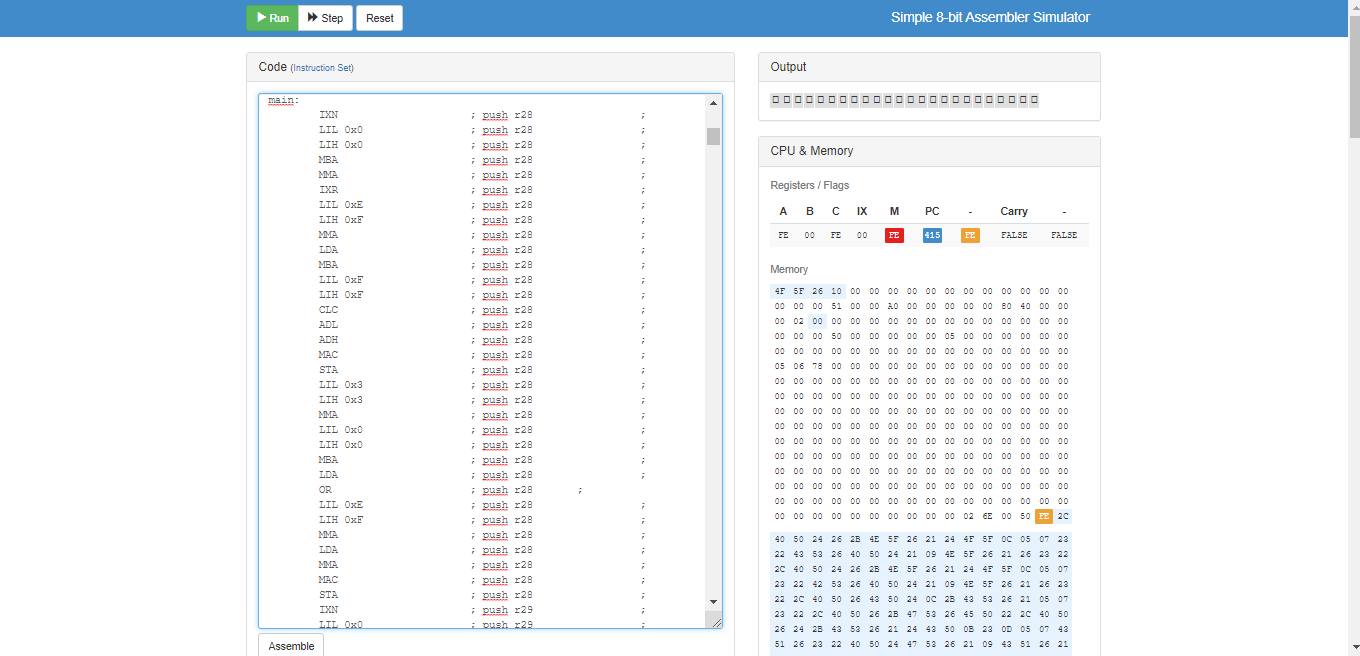 Run Step Reset Simple 8-bit Assembler Simulator
Code (Instruction Set)
main:
IXN ; push r28 ;
LIL 0x0 ; push r28 ;
LIH 0x0 ; push r28 ;
MBA ; push r28 ;
MMA ; push r28 ;
IXR ; push r28 ;
LIL 0xE ; push r28 ;
LIH 0xF ; push r28 ;
MMA ; push r28 ;
LDA ; push r28 ;
MBA ; push r28 ;
LIL 0xF ; push r28 ;
LIH 0xF ; push r28 ;
CLC ; push r28 ;
ADL ; push r28 ;
ADH ; push r28 ;
MAC ; push r28 ;
STA ; push r28 ;
LIL 0x3 ; push r28 ;
LIH 0x3 ; push r28 ;
MMA ; push r28 ;
LIL 0x0 ; push r28 ;
LIH 0x0 ; push r28 ;
MBA ; push r28 ;
LDA ; push r28 ;
OR ; push r28 ;
LIL 0xE ; push r28 ;
LIH 0xF ; push r28 ;
MMA ; push r28 ;
LDA ; push r28 ;
MMA ; push r28 ;
MAC ; push r28 ;
STA ; push r28 ;
IXN ; push r29 ;
LIL 0x0 ; push r29 ;
Assemble
Output
CPU & Memory
Registers / Flags
A B C IX M PC - Carry -
FE 00 FE 00 FE 415 FE FALSE FALSE
Memory
4F 5F 26 10 00 00 00 00 00 00 00 00 00 00 00 00
00 00 00 51 00 00 A0 00 00 00 00 00 80 40 00 00
00 02 00 00 00 00 00 00 00 00 00 00 00 00 00 00
00 00 00 50 00 00 00 00 00 05 00 00 00 00 00 00
00 00 00 00 00 00 00 00 00 00 00 00 00 00 00 00
05 06 78 00 00 00 00 00 00 00 00 00 00 00 00 00
00 00 00 00 00 00 00 00 00 00 00 00 00 00 00 00
00 00 00 00 00 00 00 00 00 00 00 00 00 00 00 00
00 00 00 00 00 00 00 00 00 00 00 00 00 00 00 00
00 00 00 00 00 00 00 00 00 00 00 00 00 00 00 00
00 00 00 00 00 00 00 00 00 00 00 00 00 00 00 00
00 00 00 00 00 00 00 00 00 00 00 00 00 00 00 00
00 00 00 00 00 00 00 00 00 00 00 00 00 00 00 00
00 00 00 00 00 00 00 00 00 00 00 00 00 00 00 00
00 00 00 00 00 00 00 00 00 00 00 00 00 00 00 00
00 00 00 00 00 00 00 00 00 00 02 6E 00 50 FE 2C
40 50 24 26 2B 4E 5F 26 21 24 4F 5F 0C 05 07 23
22 43 53 26 40 50 24 21 09 4E 5F 26 21 26 23 22
2C 40 50 24 26 2B 4E 5F 26 21 24 4F 5F 0C 05 07
23 22 42 53 26 40 50 24 21 09 4E 5F 26 21 26 23
22 2C 40 50 26 43 50 24 0C 2B 43 53 26 21 05 07
23 22 2C 40 50 26 2B 47 53 26 45 50 22 2C 40 50
26 24 2B 43 53 26 21 24 43 50 0B 23 0D 05 07 43
51 26 23 22 40 50 24 47 53 26 21 09 43 51 26 21